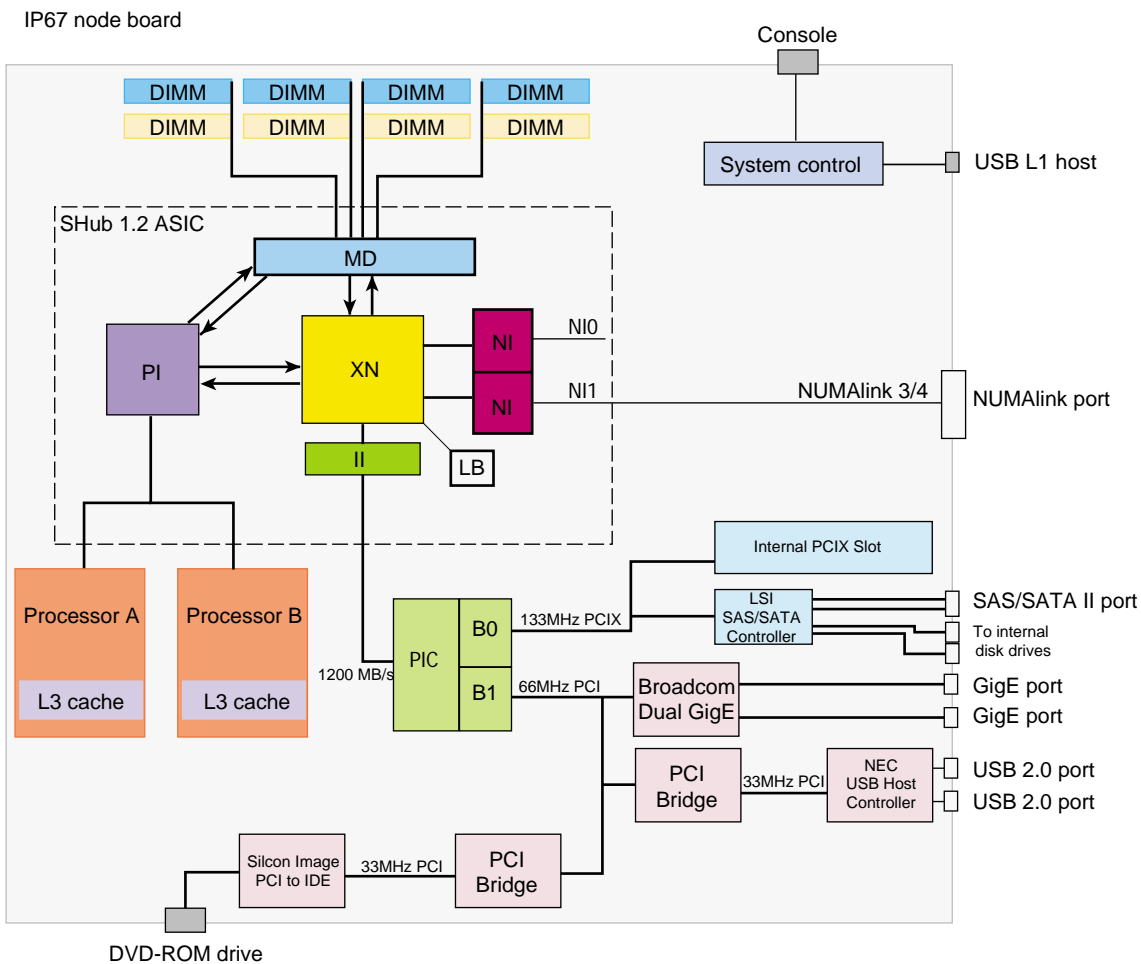 IP67 node board
Console
DIMM DIMM DIMM DIMM
DIMM DIMM DIMM DIMM
System control
USB L1 host
SHub 1.2 ASIC
MD
PI
XN
NI
NI0
NI
NI1
NUMAlink 3/4
NUMAlink port
II
LB
Processor A
L3 cache
Processor B
L3 cache
1200 MB/s
PIC
B0
B1
133MHz PCIX
66MHz PCI
Internal PCIX Slot
LSI
SAS/SATA
Controller
SAS/SATA II port
To internal
disk drives
Broadcom
Dual GigE
GigE port
GigE port
PCI
Bridge
33MHz PCI
NEC
USB Host
Controller
USB 2.0 port
USB 2.0 port
Silcon Image
PCI to IDE
33MHz PCI
PCI
Bridge
DVD-ROM drive